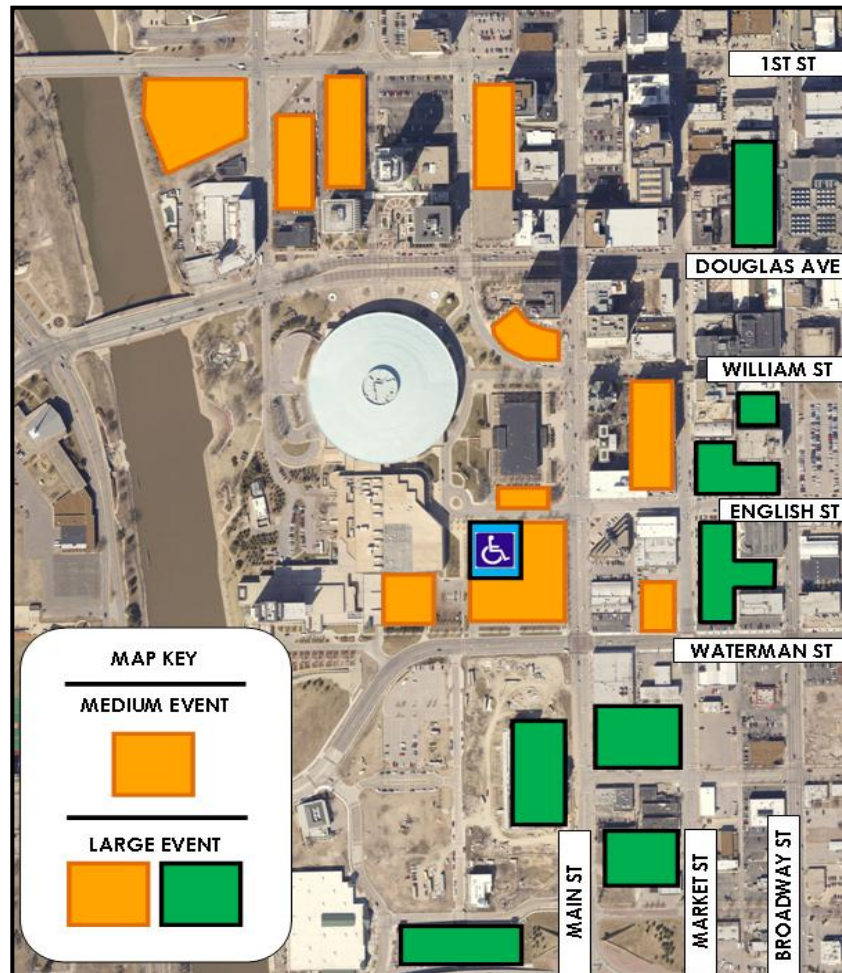 1ST ST
DOUGLAS AVE
WILLIAM ST
ENGLISH ST
WATERMAN ST
MAP KEY
MEDIUM EVENT
LARGE EVENT
MAIN ST
MARKET ST
BROADWAY ST